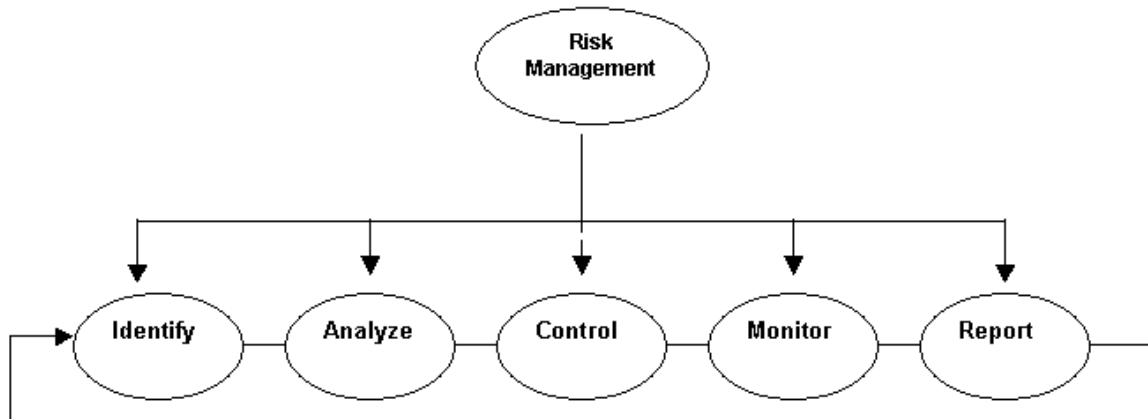 Risk
Management
Identify
Analyze
Control
Monitor
Report